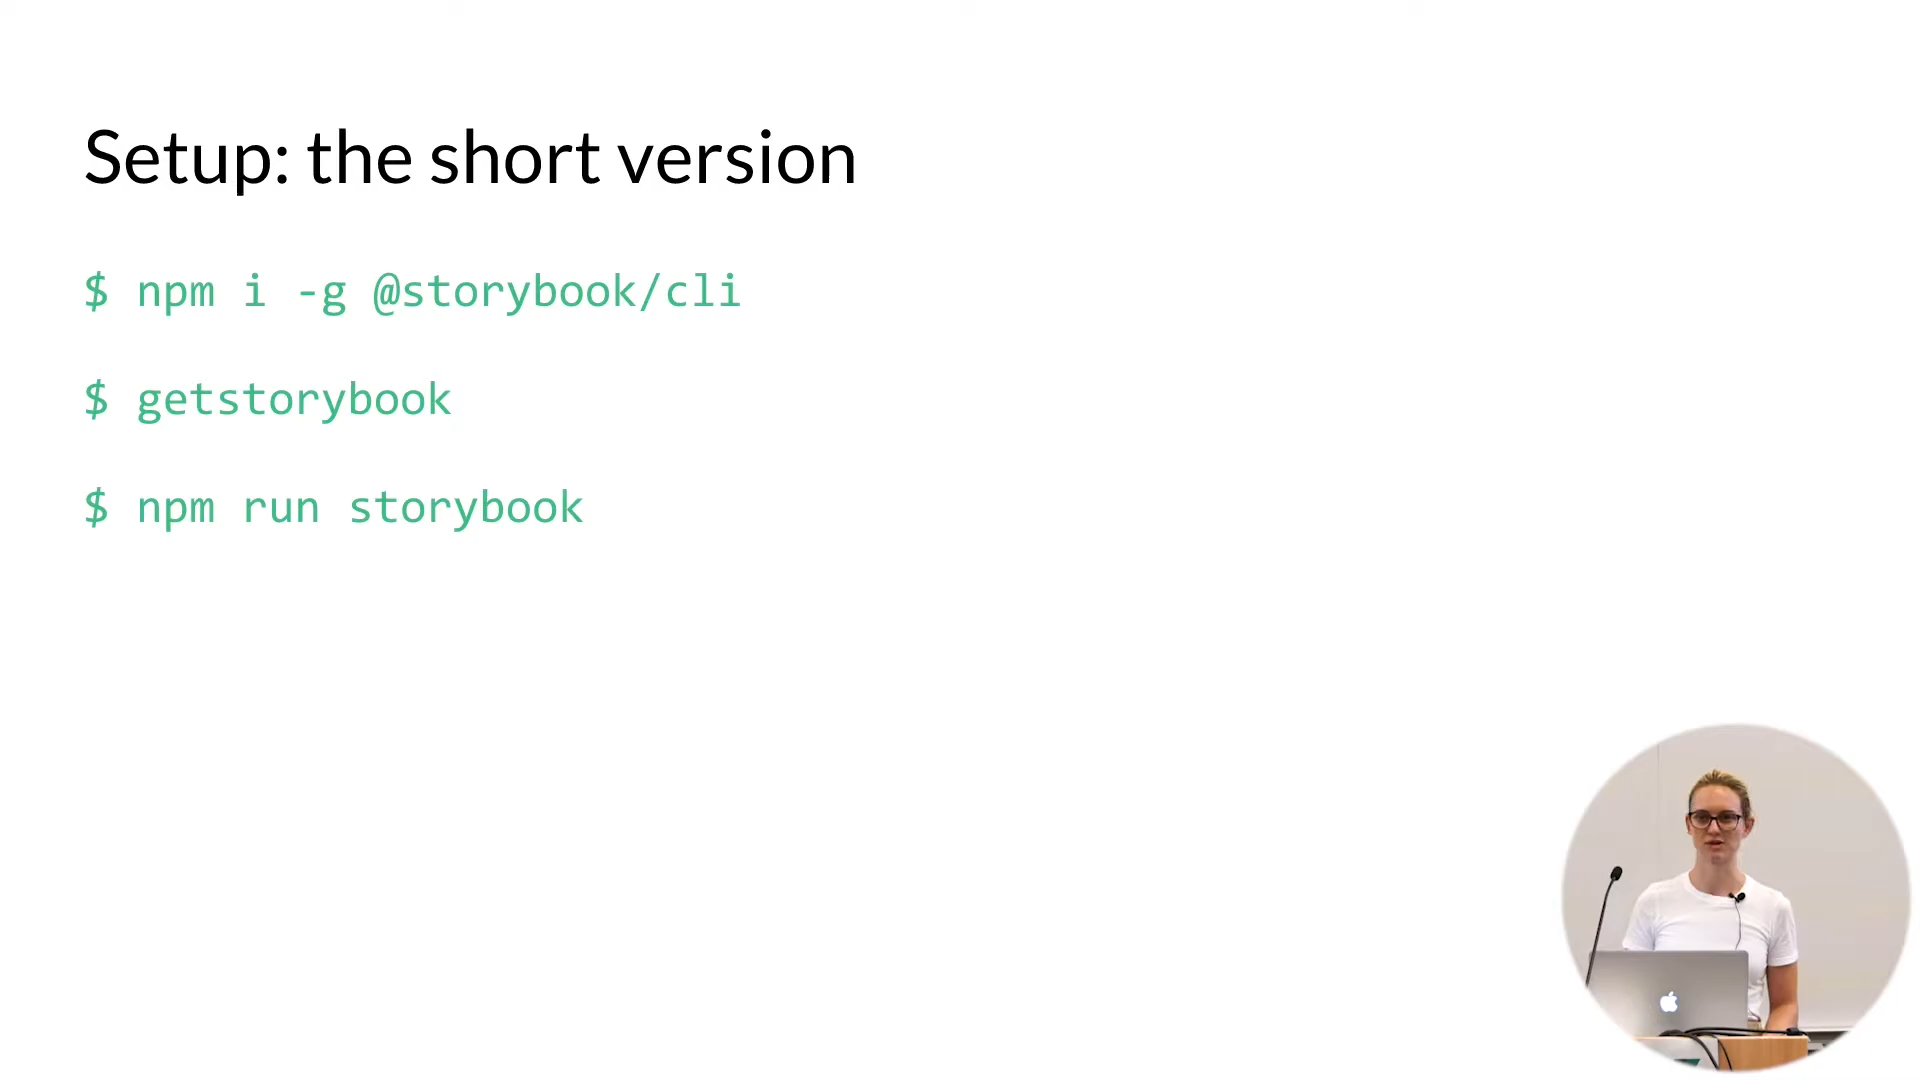 Setup: the short version
$ npm i -g @storybook/cli
$ getstorybook
$ npm run storybook